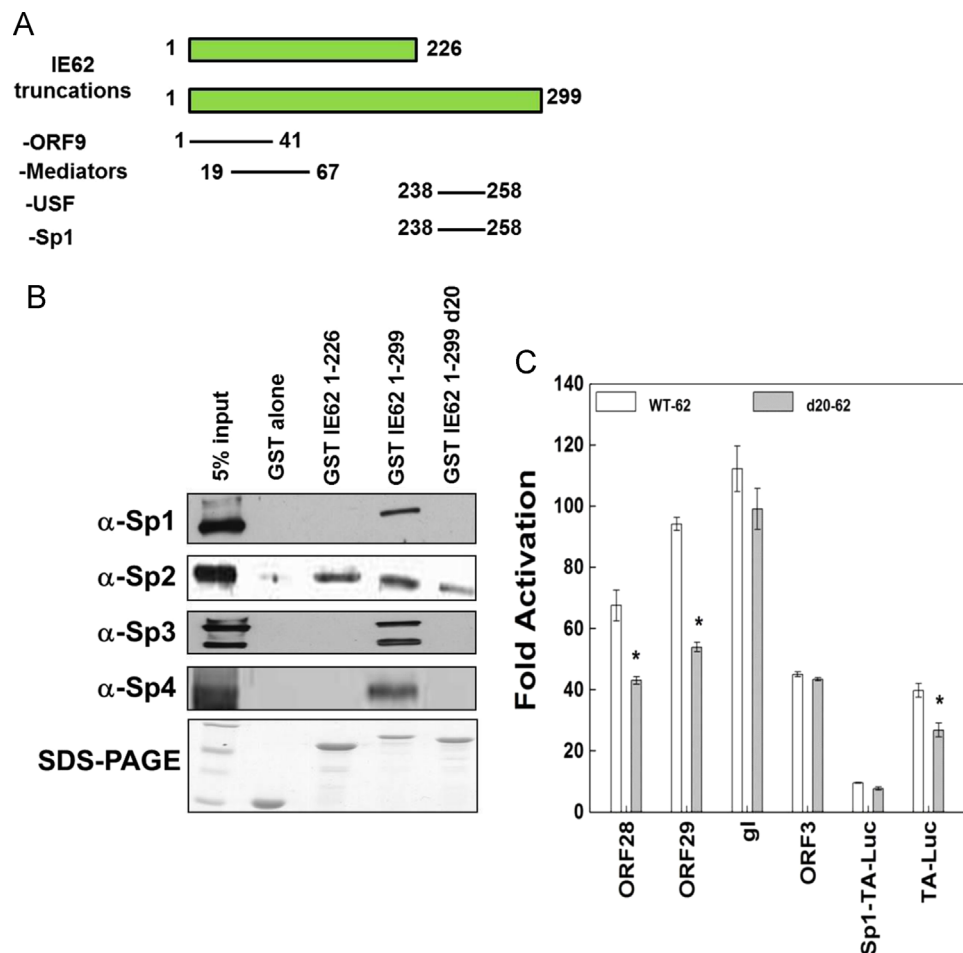 A
IE62
truncations
1 226
1 299
-ORF9 1 41
-Mediators 19 67
-USF 238 258
-Sp1 238 258
B
5% input
GST alone
GST IE62 1-226
GST IE62 1-299
GST IE62 1-299 d20
α-Sp1
α-Sp2
α-Sp3
α-Sp4
SDS-PAGE
C
Fold Activation
140
120
100
80
60
40
20
0
WT-62 d20-62
*
*
*
ORF28
ORF29
gI
ORF3
Sp1-TA-Luc
TA-Luc